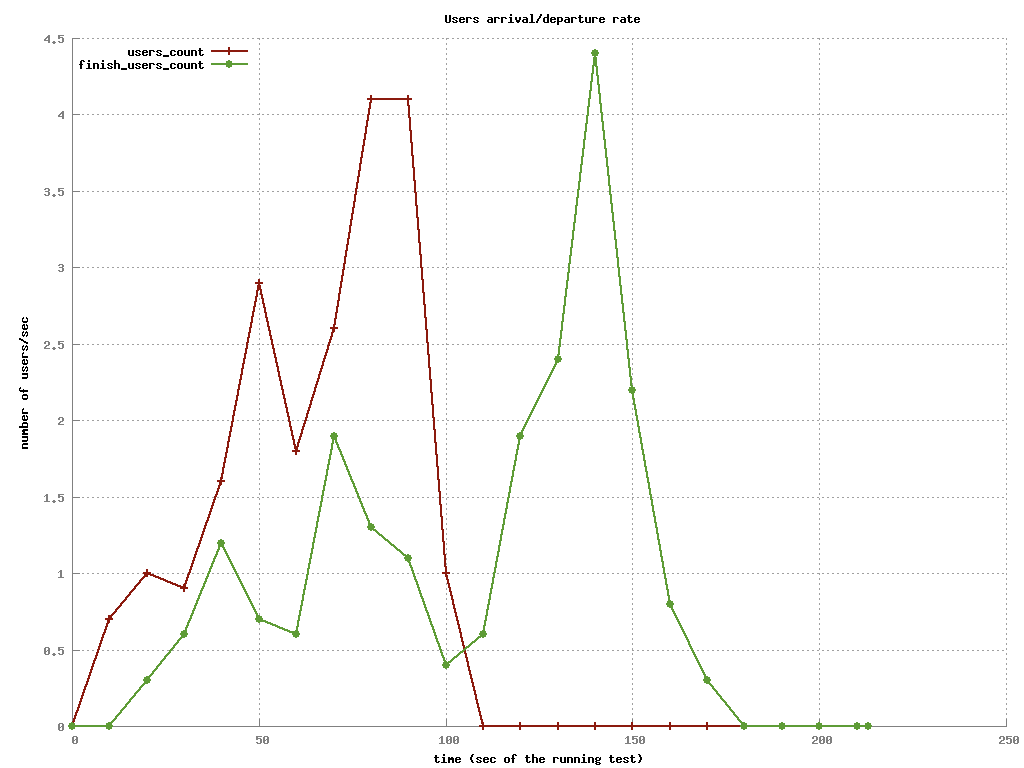 Users arrival/departure rate
4.5
users_count
finish_users_count
4
3.5
3
2.5
2
1.5
1
0.5
0
number of users/sec
0 50 100 150 200 250
time (sec of the running test)